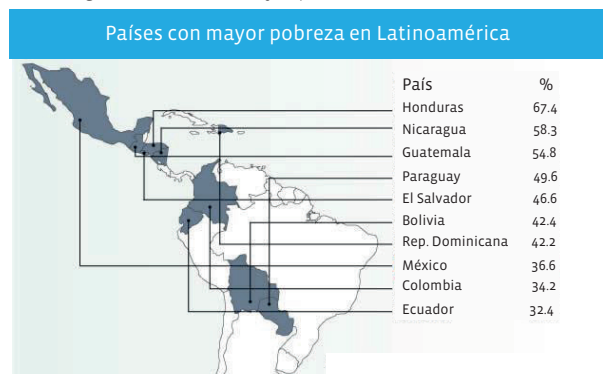 Países con mayor pobreza en Latinoamérica
País %
Honduras 67.4
Nicaragua 58.3
Guatemala 54.8
Paraguay 49.6
El Salvador 46.6
Bolivia 42.4
Rep. Dominicana 42.2
México 36.6
Colombia 34.2
Ecuador 32.4